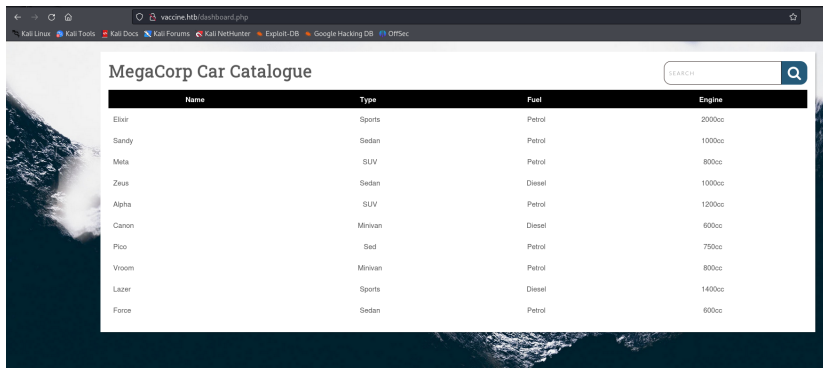 vaccine.htb/dashboard.php
Kali Linux Kali Tools Kali Docs Kali Forums Kali NetHunter Exploit-DB Google Hacking DB OffSec
MegaCorp Car Catalogue SEARCH
Name Type Fuel Engine
Elixir Sports Petrol 2000cc
Sandy Sedan Petrol 1000cc
Meta SUV Petrol 800cc
Zeus Sedan Diesel 1000cc
Alpha SUV Petrol 1200cc
Canon Minivan Diesel 600cc
Pico Sed Petrol 750cc
Vroom Minivan Petrol 800cc
Lazer Sports Diesel 1400cc
Force Sedan Petrol 600cc